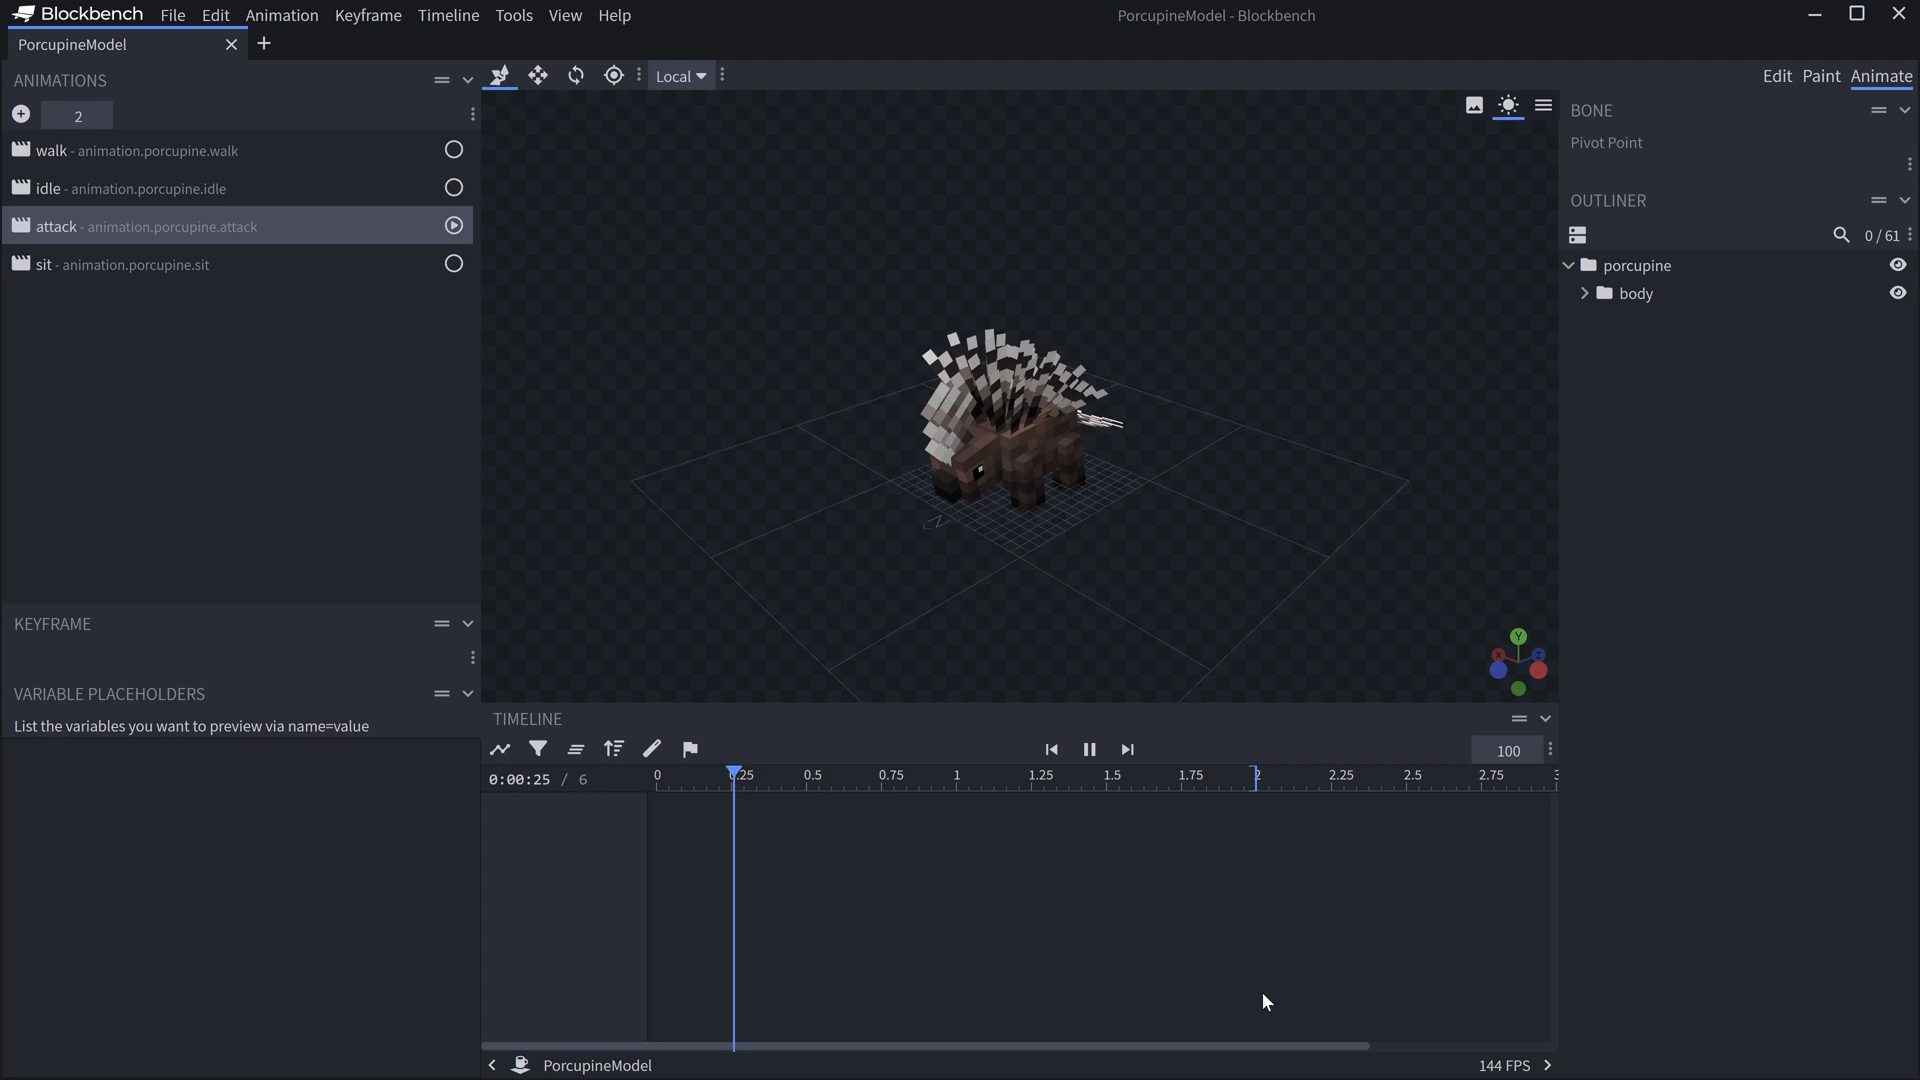 Blockbench File Edit Animation Keyframe Timeline Tools View Help PorcupineModel - Blockbench
PorcupineModel
ANIMATIONS
2
walk - animation.porcupine.walk
idle - animation.porcupine.idle
attack - animation.porcupine.attack
sit - animation.porcupine.sit
KEYFRAME
VARIABLE PLACEHOLDERS
List the variables you want to preview via name=value
Local
Edit Paint Animate
BONE
Pivot Point
OUTLINER
0 / 61
porcupine
body
Y
X
Z
TIMELINE
100
0:00:25 / 6
0 0.25 0.5 0.75 1 1.25 1.5 1.75 2 2.25 2.5 2.75 3
PorcupineModel
144 FPS